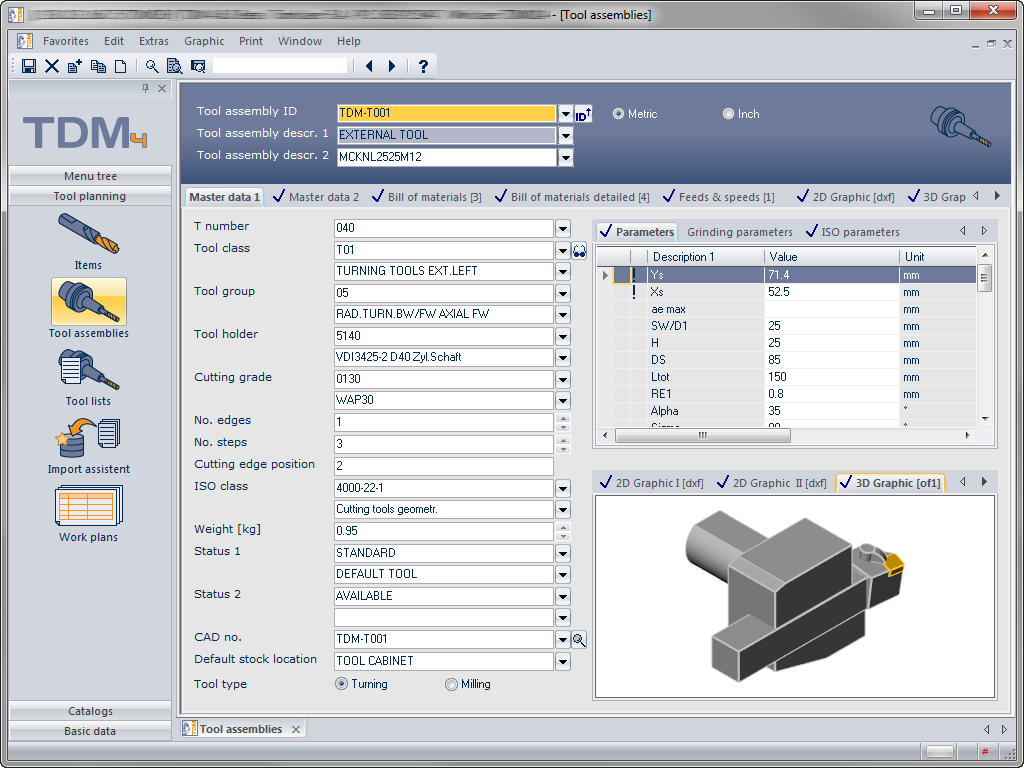 - [Tool assemblies]
Favorites Edit Extras Graphic Print Window Help
TDM4
Menu tree
Tool planning
Items
Tool assemblies
Tool lists
Import assistent
Work plans
Catalogs
Basic data
Tool assembly ID TDM-T001 ID Metric Inch
Tool assembly descr. 1 EXTERNAL TOOL
Tool assembly descr. 2 MCKNL2525M12
Master data 1 Master data 2 Bill of materials [3] Bill of materials detailed [4] Feeds & speeds [1] 2D Graphic [dxf] 3D Grap
T number 040
Tool class T01
TURNING TOOLS EXT.LEFT
Tool group 05
RAD.TURN.BW/FW AXIAL FW
Tool holder 5140
VDI3425-2 D40 Zyl.Schaft
Cutting grade 0130
WAP30
No. edges 1
No. steps 3
Cutting edge position 2
ISO class 4000-22-1
Cutting tools geometr.
Weight [kg] 0.95
Status 1 STANDARD
DEFAULT TOOL
Status 2 AVAILABLE
CAD no. TDM-T001
Default stock location TOOL CABINET
Tool type Turning Milling
Parameters Grinding parameters ISO parameters
Description 1 Value Unit
! Ys 71.4 mm
! Xs 52.5 mm
ae max mm
SW/D1 25 mm
H 25 mm
DS 85 mm
Ltot 150 mm
RE1 0.8 mm
Alpha 35 °
2D Graphic I [dxf] 2D Graphic II [dxf] 3D Graphic [of1]
Tool assemblies
#